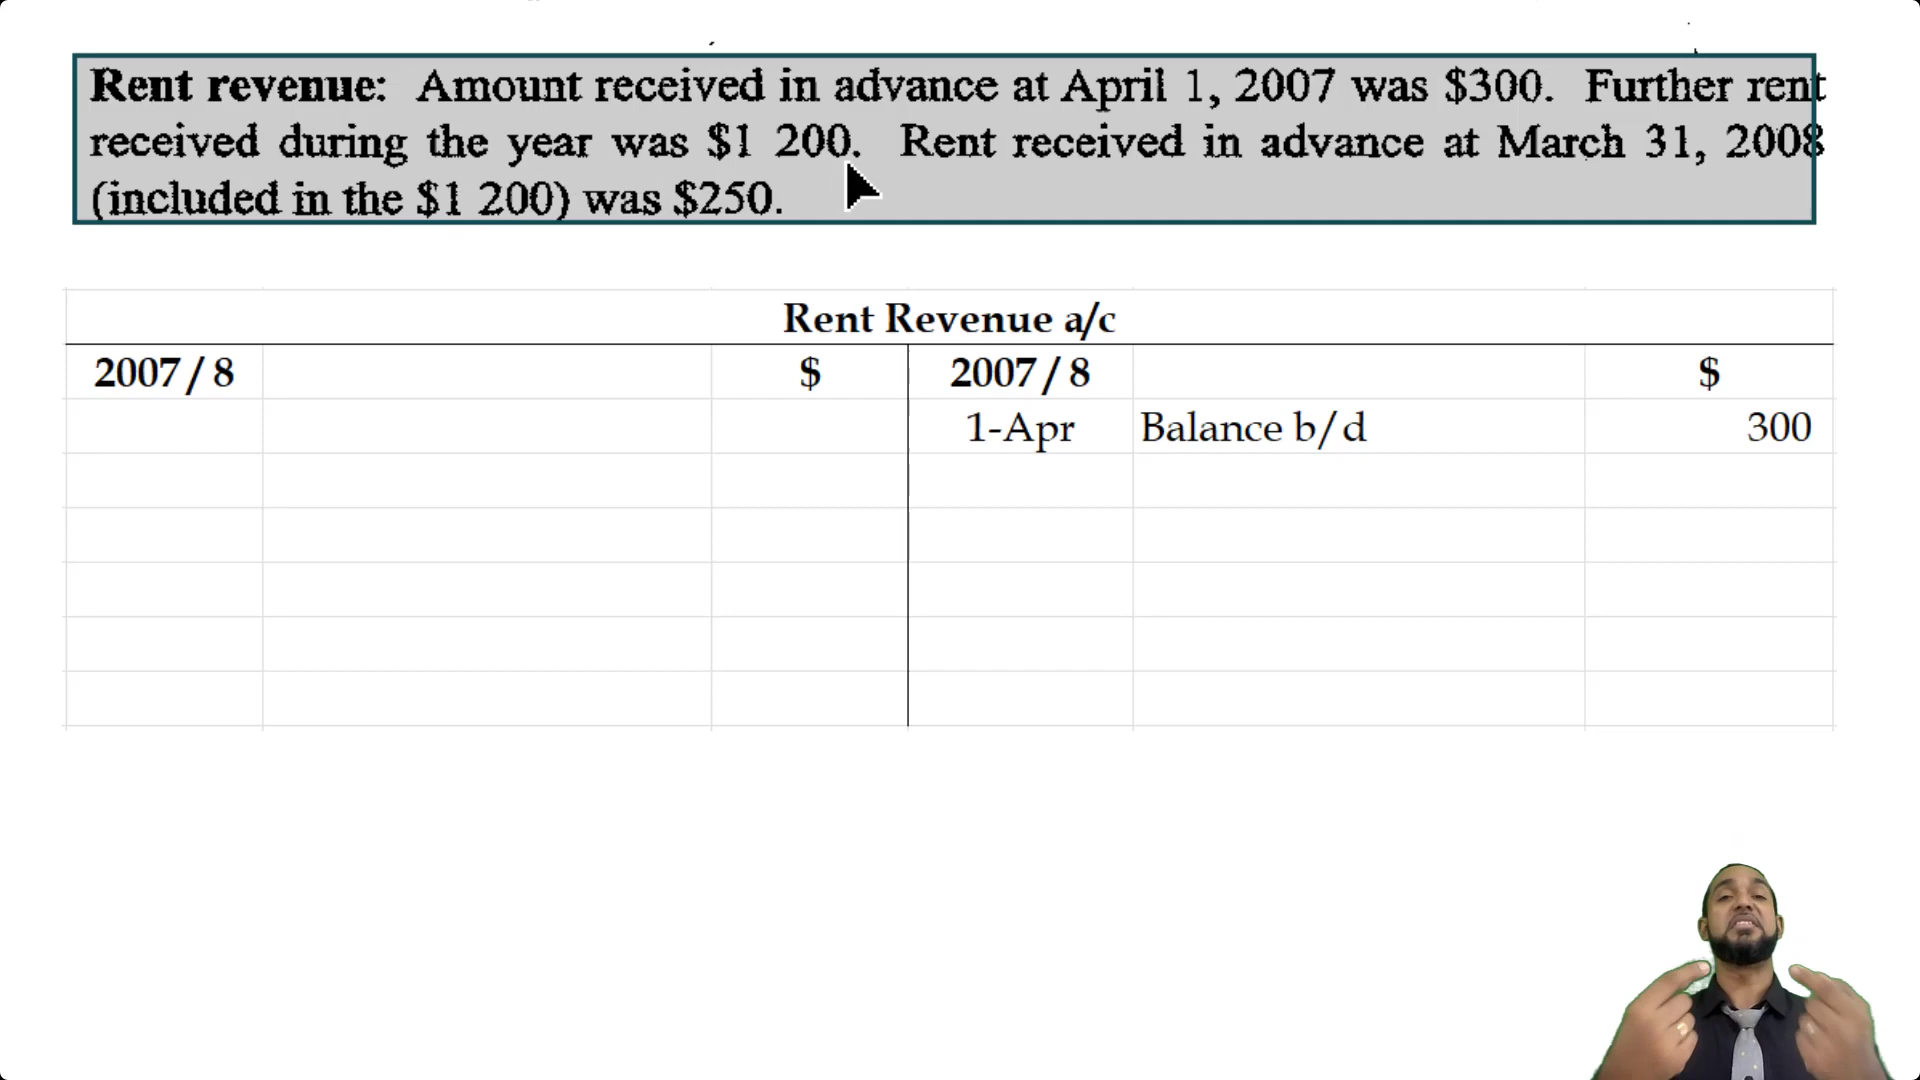 Rent revenue: Amount received in advance at April 1, 2007 was $300. Further rent
received during the year was $1 200. Rent received in advance at March 31, 2008
(included in the $1 200) was $250.
Rent Revenue a/c
2007/8 $ 2007/8 $
1-Apr Balance b/d 300